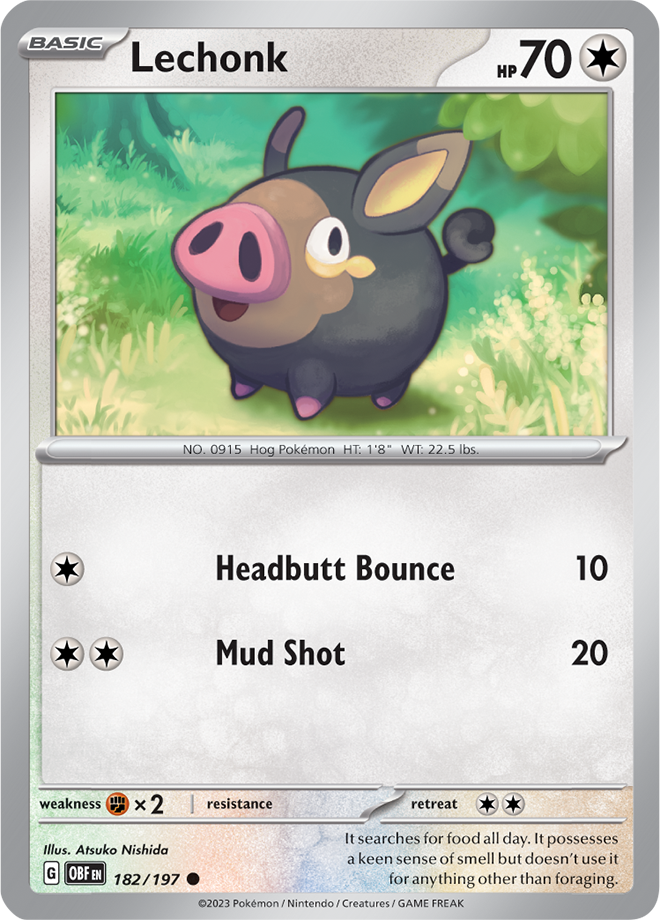 BASIC
Lechonk
HP 70
NO. 0915 Hog Pokémon HT: 1'8" WT: 22.5 lbs.
Headbutt Bounce 10
Mud Shot 20
weakness ×2 resistance retreat
It searches for food all day. It possesses
a keen sense of smell but doesn't use it
for anything other than foraging.
Illus. Atsuko Nishida
G OBF EN 182/197
©2023 Pokémon / Nintendo / Creatures / GAME FREAK